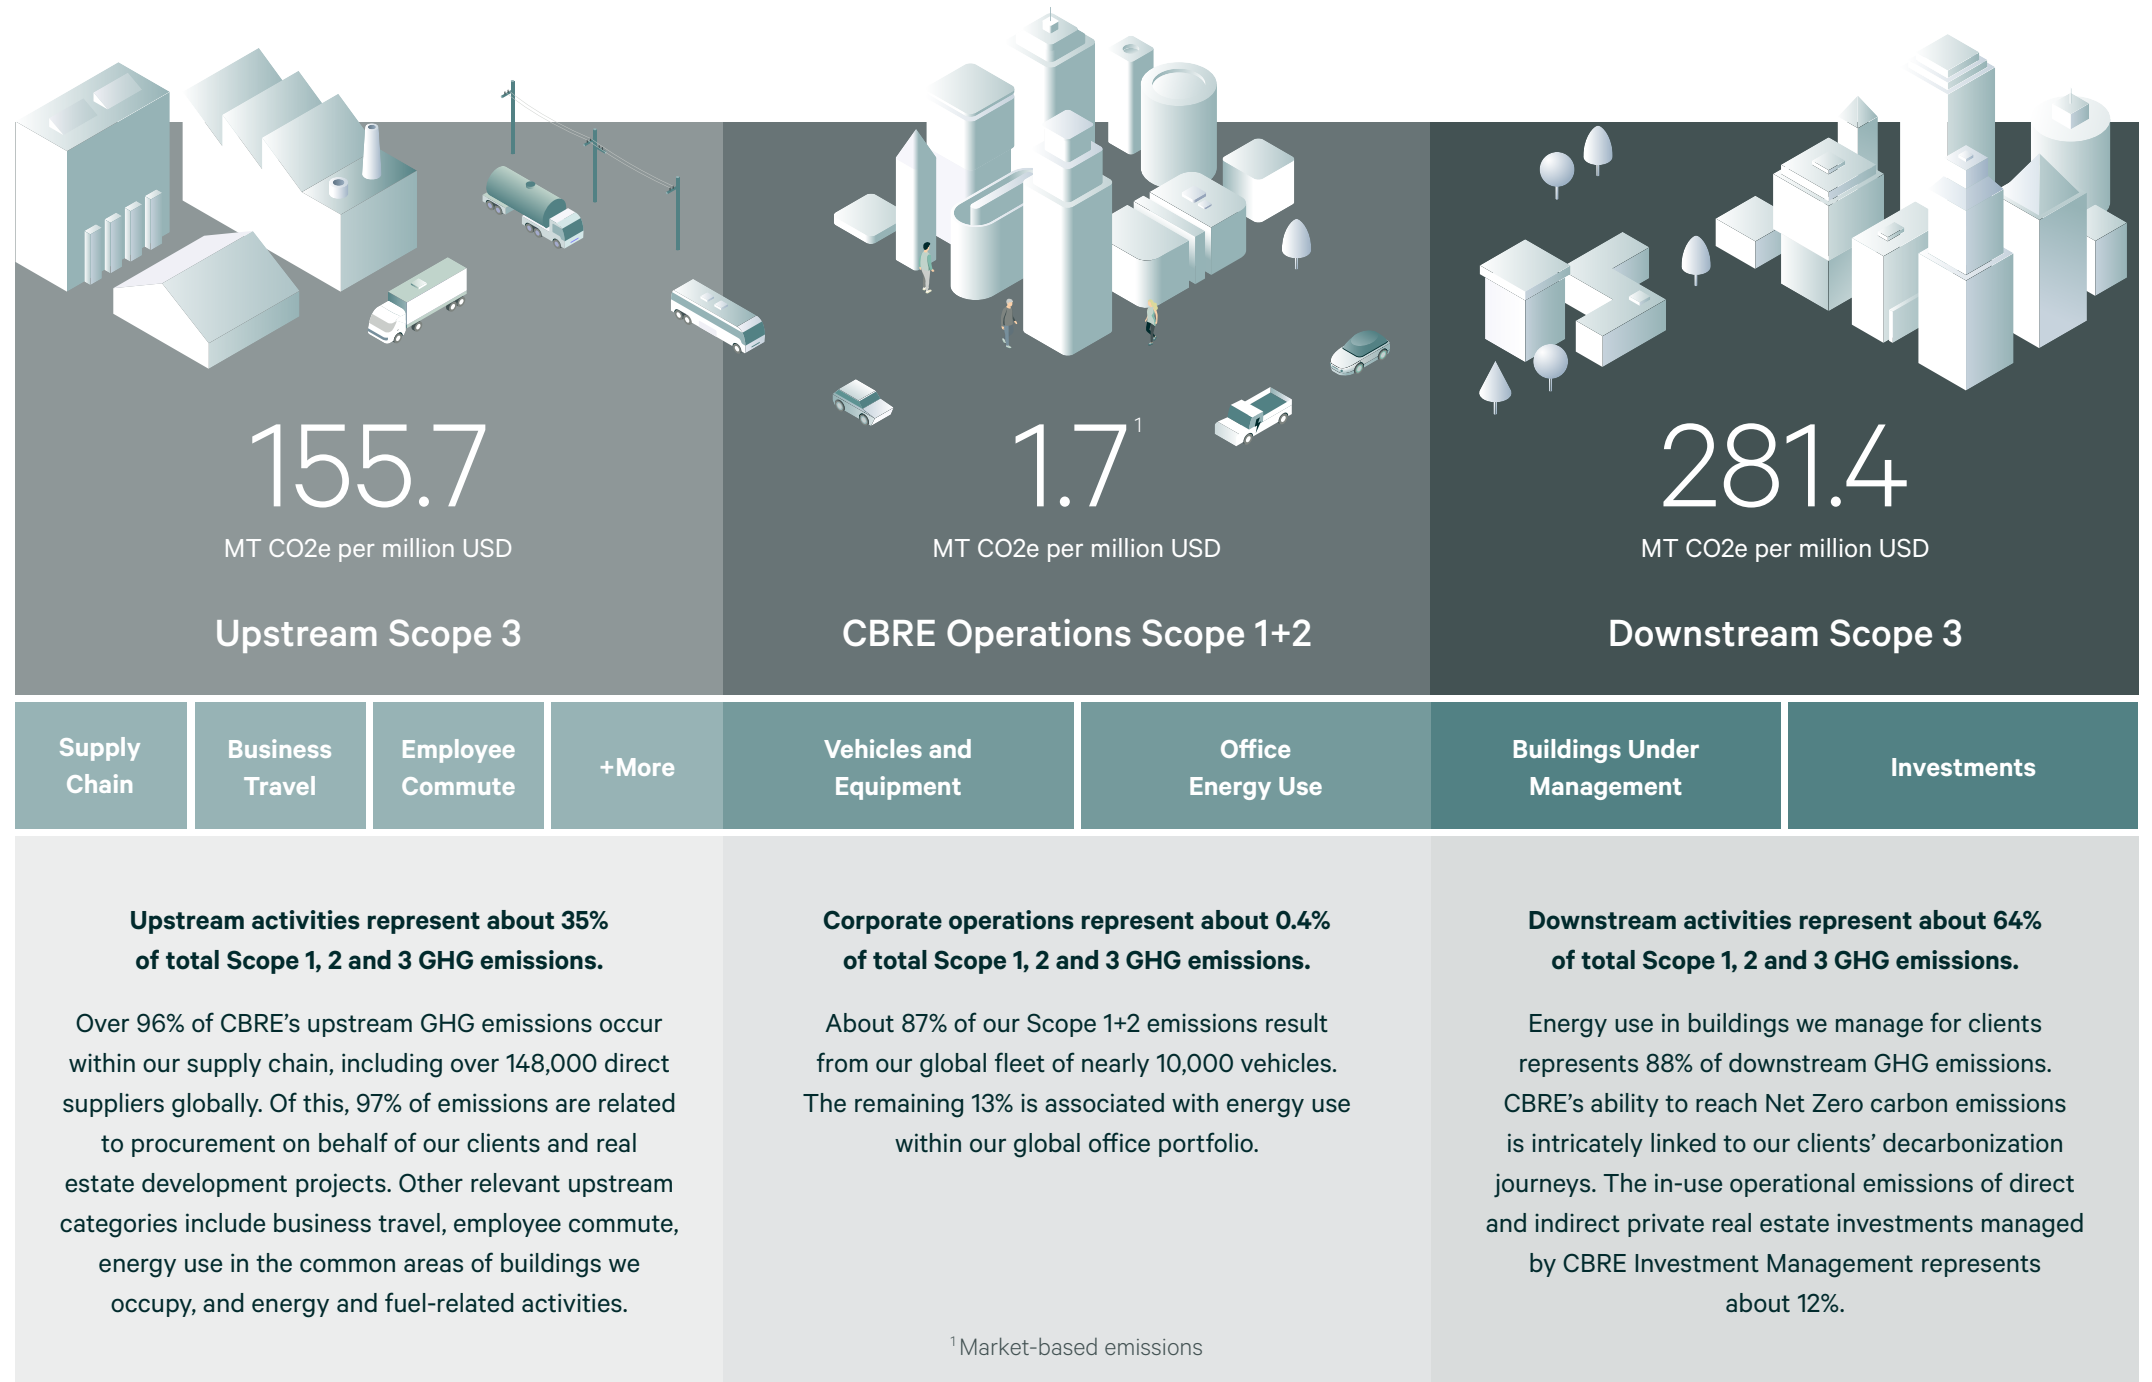 155.7
MT CO2e per million USD
Upstream Scope 3
1.7¹
MT CO2e per million USD
CBRE Operations Scope 1+2
281.4
MT CO2e per million USD
Downstream Scope 3
Supply
Chain
Business
Travel
Employee
Commute
+More
Vehicles and
Equipment
Office
Energy Use
Buildings Under
Management
Investments
Upstream activities represent about 35%
of total Scope 1, 2 and 3 GHG emissions.
Over 96% of CBRE’s upstream GHG emissions occur
within our supply chain, including over 148,000 direct
suppliers globally. Of this, 97% of emissions are related
to procurement on behalf of our clients and real
estate development projects. Other relevant upstream
categories include business travel, employee commute,
energy use in the common areas of buildings we
occupy, and energy and fuel-related activities.
Corporate operations represent about 0.4%
of total Scope 1, 2 and 3 GHG emissions.
About 87% of our Scope 1+2 emissions result
from our global fleet of nearly 10,000 vehicles.
The remaining 13% is associated with energy use
within our global office portfolio.
¹ Market-based emissions
Downstream activities represent about 64%
of total Scope 1, 2 and 3 GHG emissions.
Energy use in buildings we manage for clients
represents 88% of downstream GHG emissions.
CBRE’s ability to reach Net Zero carbon emissions
is intricately linked to our clients’ decarbonization
journeys. The in-use operational emissions of direct
and indirect private real estate investments managed
by CBRE Investment Management represents
about 12%.